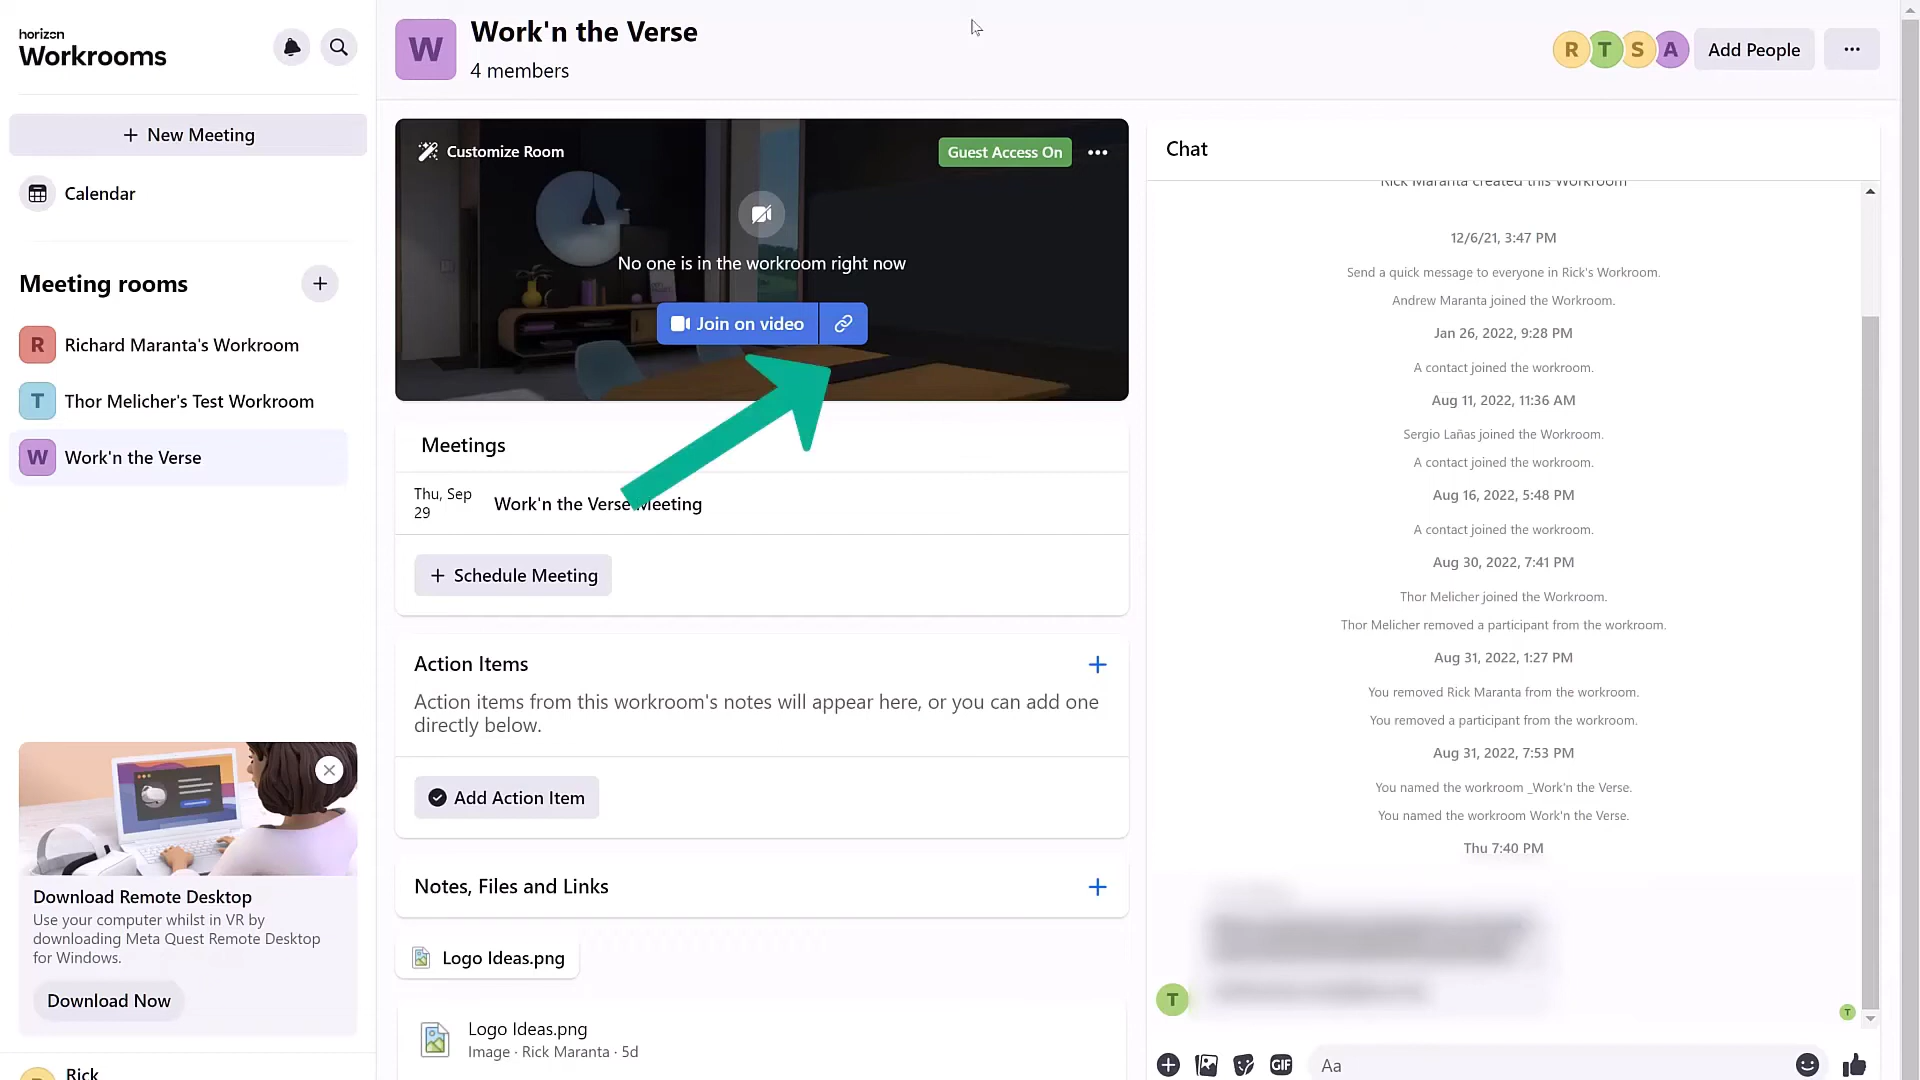 horizon
Workrooms
+ New Meeting
Calendar
Meeting rooms
R Richard Maranta's Workroom
T Thor Melicher's Test Workroom
W Work'n the Verse
Download Remote Desktop
Use your computer whilst in VR by
downloading Meta Quest Remote Desktop
for Windows.
Download Now
Rick
W
Work'n the Verse
4 members
R T S A
Add People
Customize Room
Guest Access On
No one is in the workroom right now
Join on video
Meetings
Thu, Sep
29
Work'n the Verse Meeting
+ Schedule Meeting
Action Items
Action items from this workroom's notes will appear here, or you can add one
directly below.
Add Action Item
Notes, Files and Links
Logo Ideas.png
Logo Ideas.png
Image · Rick Maranta · 5d
Chat
Rick Maranta created this Workroom
12/6/21, 3:47 PM
Send a quick message to everyone in Rick's Workroom.
Andrew Maranta joined the Workroom.
Jan 26, 2022, 9:28 PM
A contact joined the workroom.
Aug 11, 2022, 11:36 AM
Sergio Lañas joined the Workroom.
A contact joined the workroom.
Aug 16, 2022, 5:48 PM
A contact joined the workroom.
Aug 30, 2022, 7:41 PM
Thor Melicher joined the Workroom.
Thor Melicher removed a participant from the workroom.
Aug 31, 2022, 1:27 PM
You removed Rick Maranta from the workroom.
You removed a participant from the workroom.
Aug 31, 2022, 7:53 PM
You named the workroom _Work'n the Verse.
You named the workroom Work'n the Verse.
Thu 7:40 PM
T
T
GIF
Aa